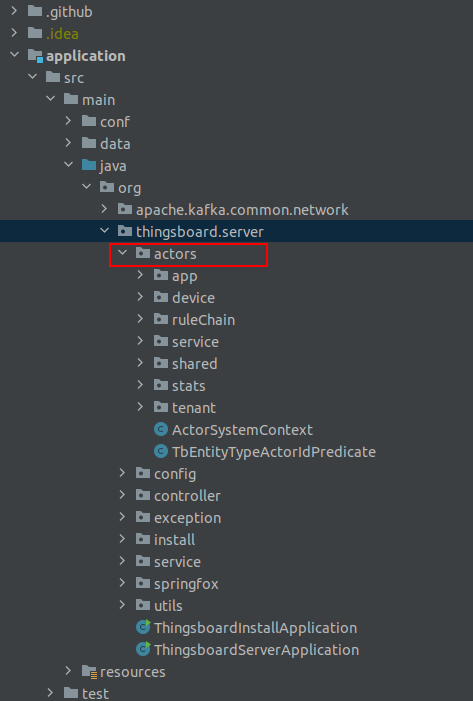 .github
.idea
application
src
main
conf
data
java
org
apache.kafka.common.network
thingsboard.server
actors
app
device
ruleChain
service
shared
stats
tenant
ActorSystemContext
TbEntityTypeActorIdPredicate
config
controller
exception
install
service
springfox
utils
ThingsboardInstallApplication
ThingsboardServerApplication
resources
test